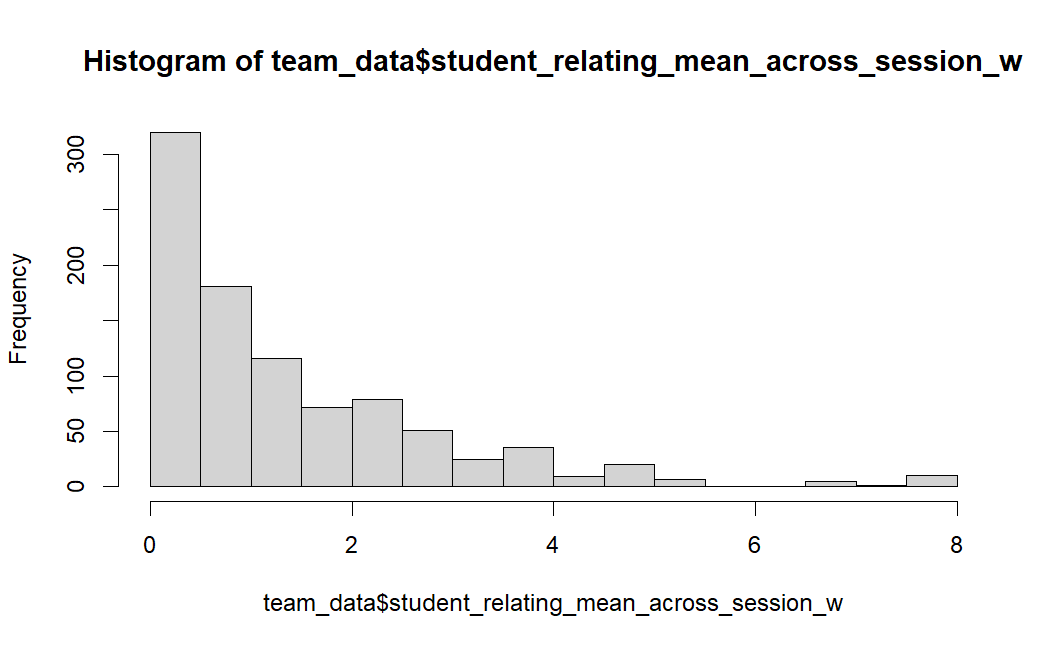 Histogram of team_data$student_relating_mean_across_session_w
Frequency
300
200
100
50
0
0 2 4 6 8
team_data$student_relating_mean_across_session_w